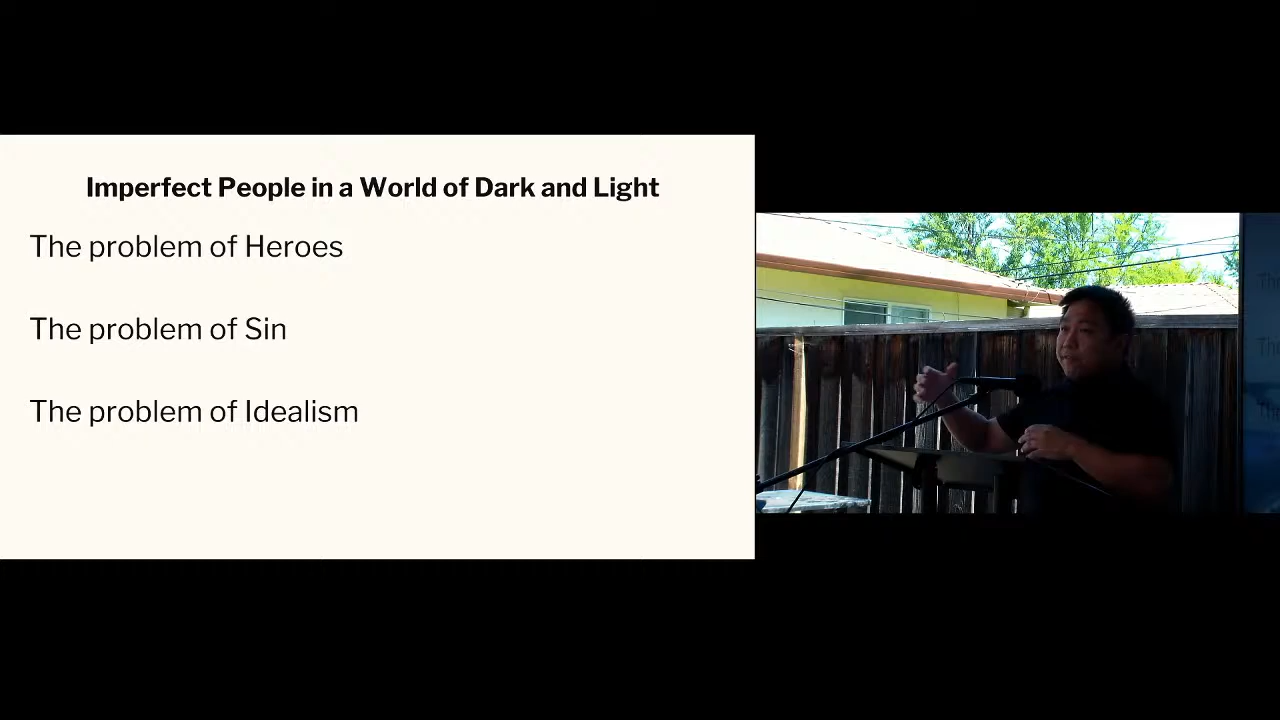 Imperfect People in a World of Dark and Light
The problem of Heroes
The problem of Sin
The problem of Idealism